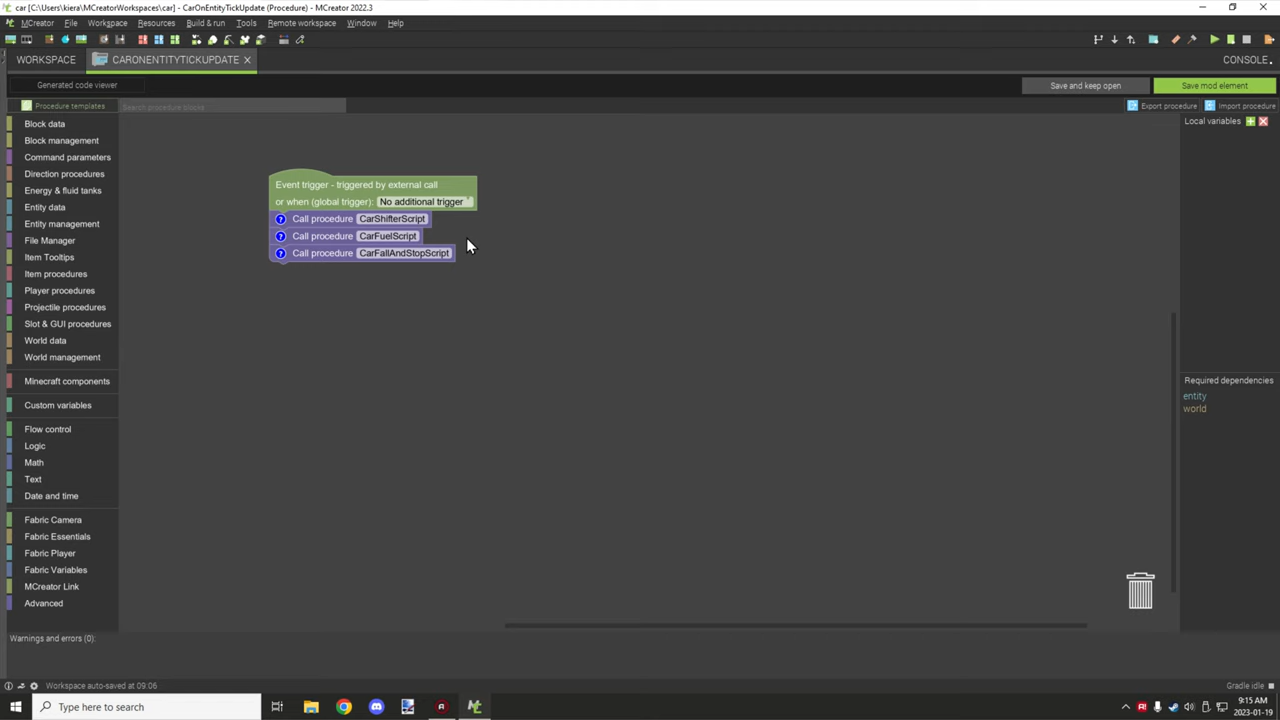 car [C:\Users\kiera\MCreatorWorkspaces\car] - CarOnEntityTickUpdate (Procedure) - MCreator 2022.3
MCreator File Workspace Resources Build & run Tools Remote workspace Window Help
WORKSPACE CARONENTITYTICKUPDATE CONSOLE
Generated code viewer Save and keep open Save mod element
Procedure templates Search procedure blocks Export procedure Import procedure
Block data
Block management
Command parameters
Direction procedures
Energy & fluid tanks
Entity data
Entity management
File Manager
Item Tooltips
Item procedures
Player procedures
Projectile procedures
Slot & GUI procedures
World data
World management
Minecraft components
Custom variables
Flow control
Logic
Math
Text
Date and time
Fabric Camera
Fabric Essentials
Fabric Player
Fabric Variables
MCreator Link
Advanced
Event trigger - triggered by external call
or when (global trigger): No additional trigger
? Call procedure CarShifterScript
? Call procedure CarFuelScript
? Call procedure CarFallAndStopScript
Local variables
Required dependencies
entity
world
Warnings and errors (0):
Workspace auto-saved at 09:06 Gradle idle
Type here to search
9:15 AM
2023-01-19